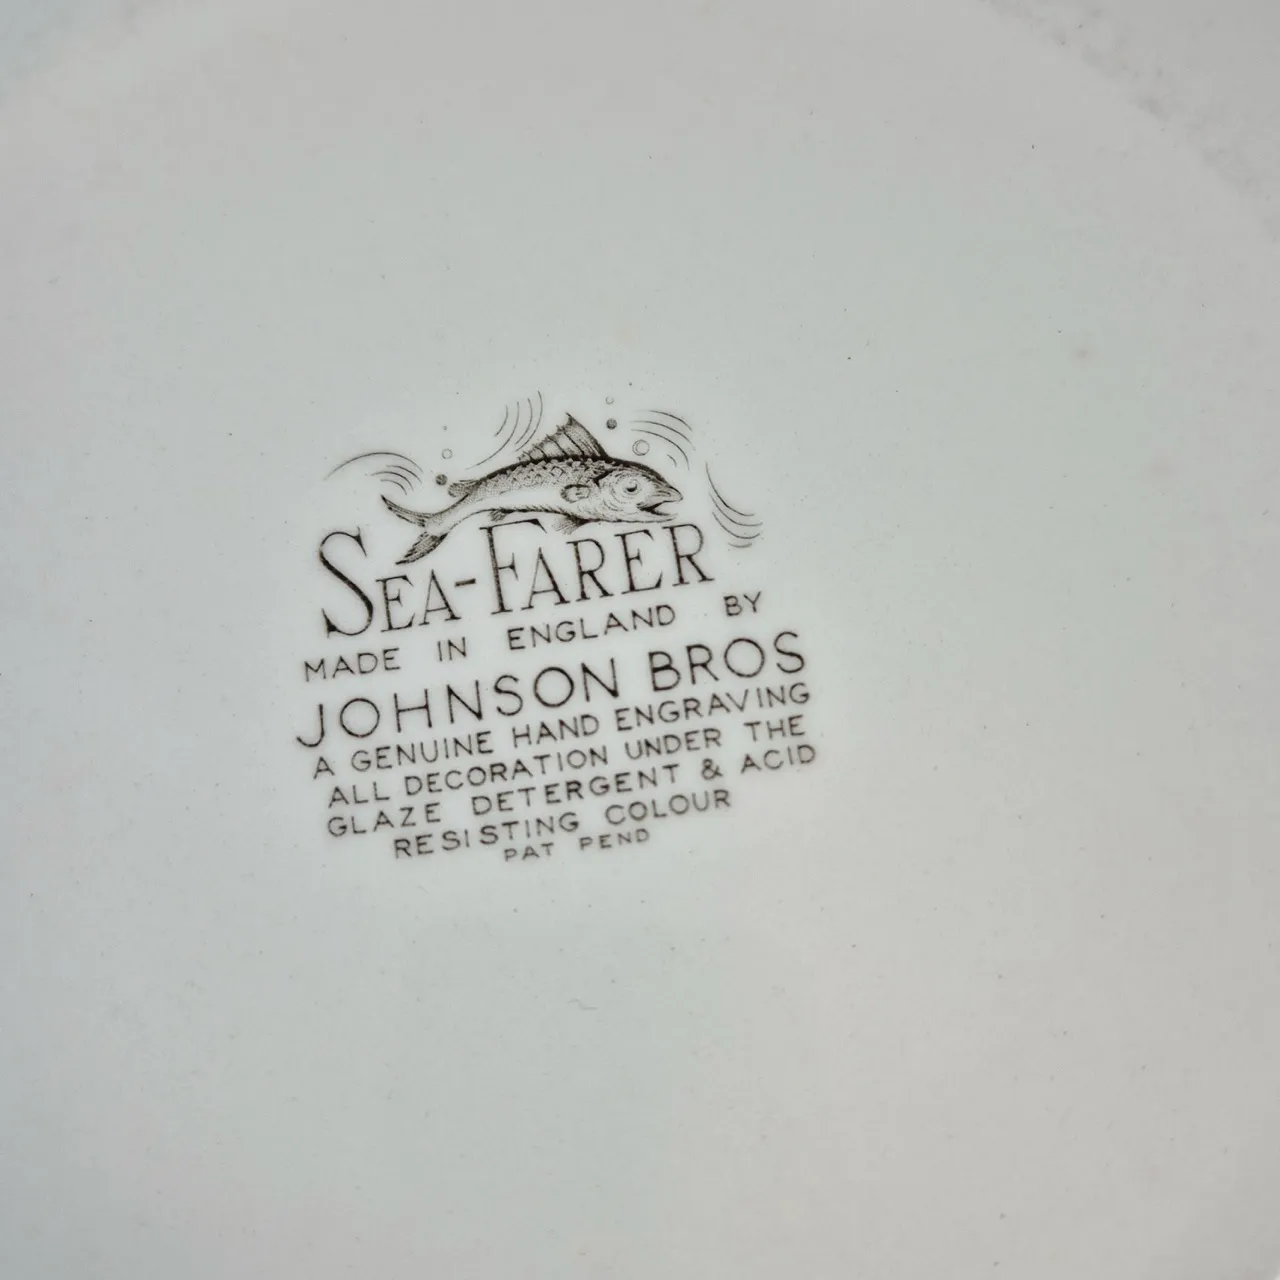 SEA-FARER
MADE IN ENGLAND BY
JOHNSON BROS
A GENUINE HAND ENGRAVING
ALL DECORATION UNDER THE
GLAZE DETERGENT & ACID
RESISTING COLOUR
PAT PEND